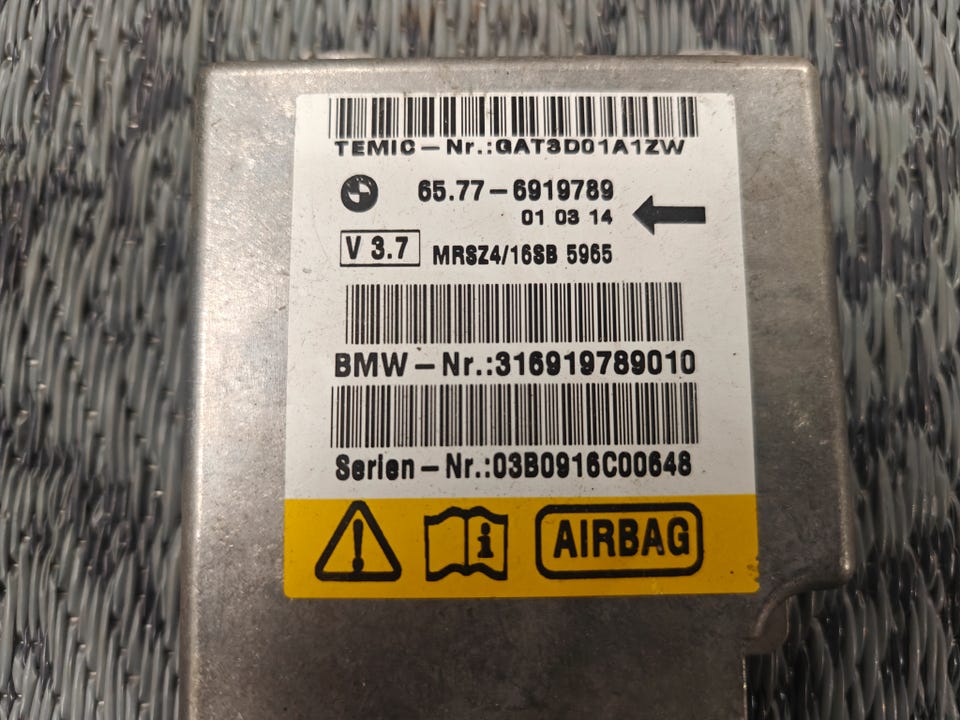 TEMIC-Nr.:GAT3D01A1ZW
65.77-6919789
01 03 14
V 3.7 MRSZ4/16SB 5965
BMW-Nr.:316919789010
Serien-Nr.:03B0916C00648
AIRBAG